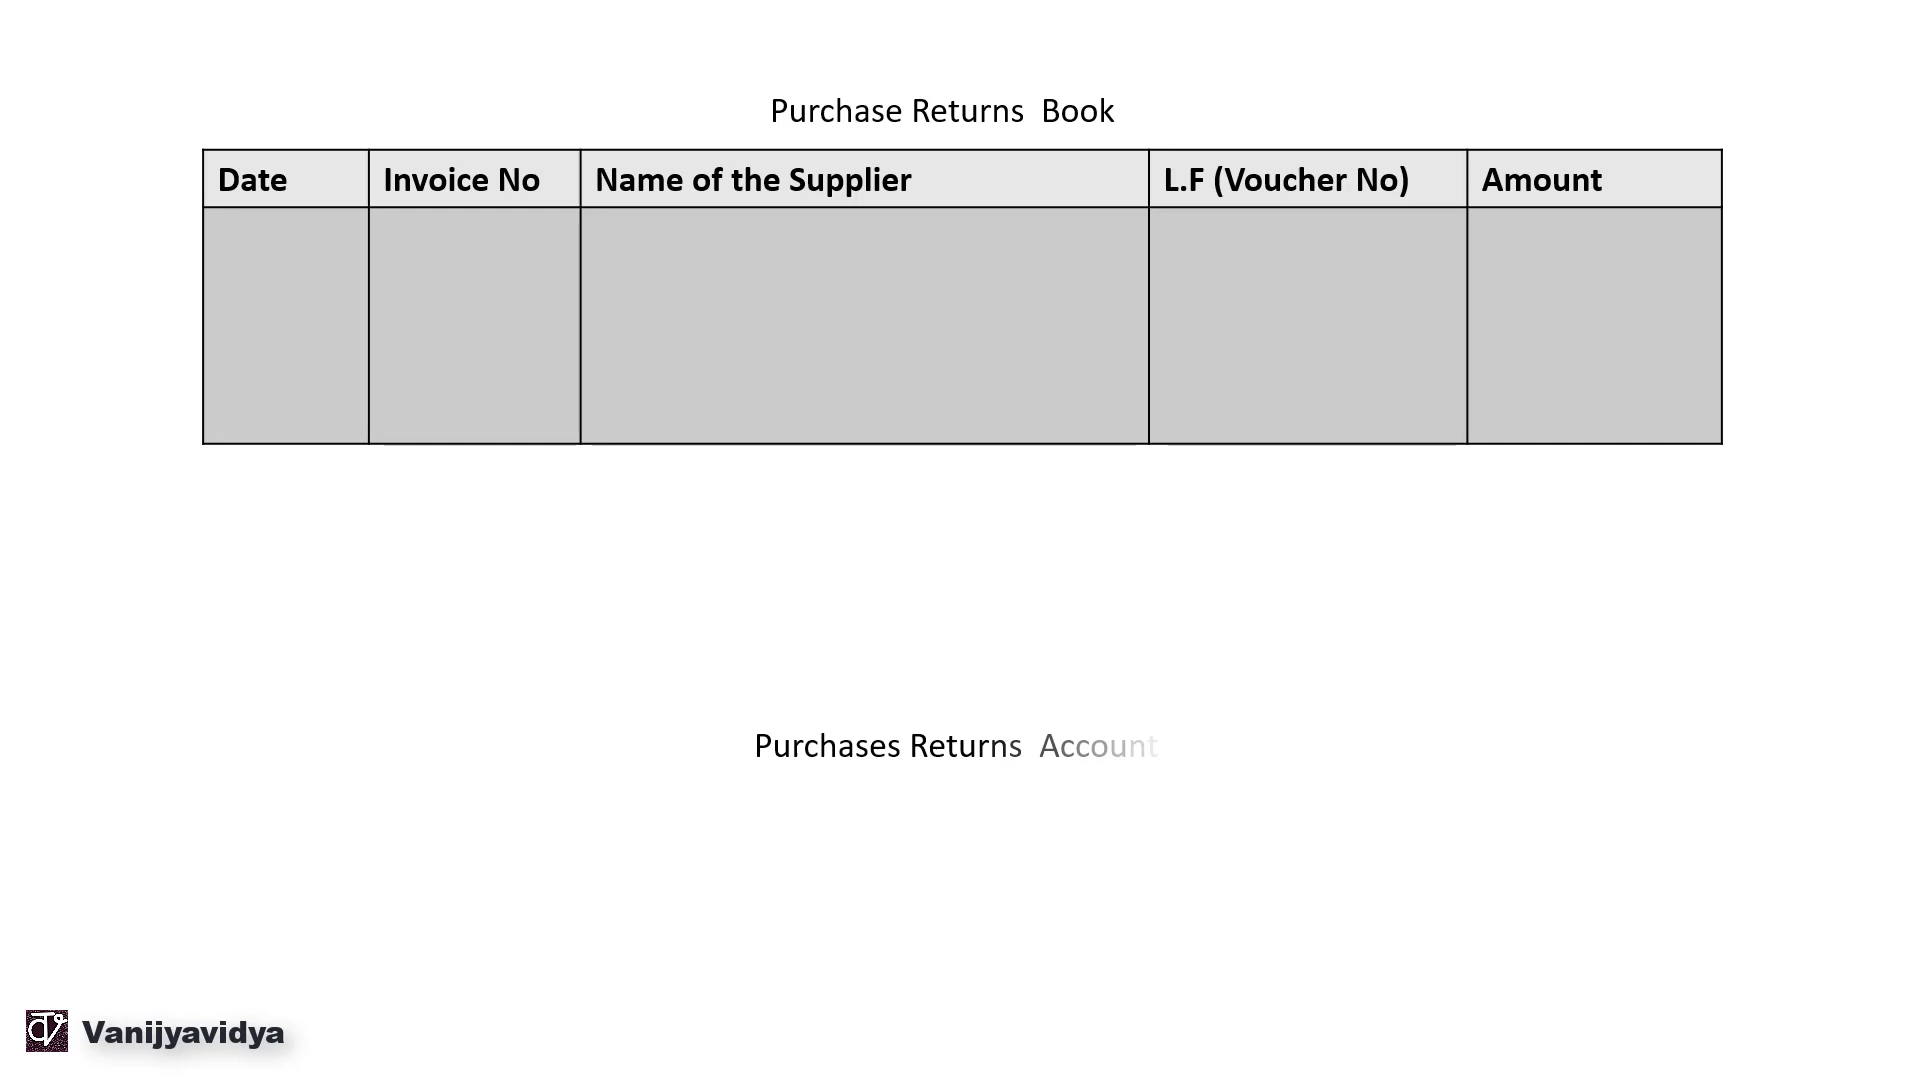 Purchase Returns Book
Date Invoice No Name of the Supplier L.F (Voucher No) Amount
Purchases Returns Account
व
Vanijyavidya